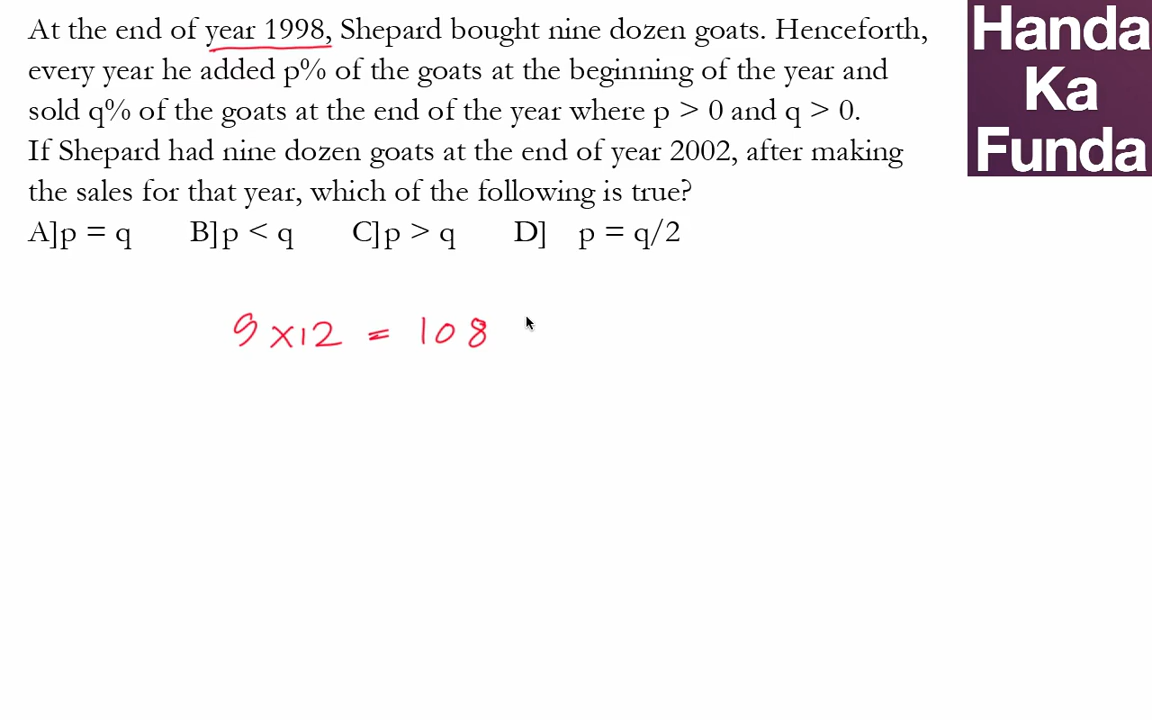 At the end of year 1998, Shepard bought nine dozen goats. Henceforth,
every year he added p% of the goats at the beginning of the year and
sold q% of the goats at the end of the year where p > 0 and q > 0.
If Shepard had nine dozen goats at the end of year 2002, after making
the sales for that year, which of the following is true?
A]p = q B]p < q C]p > q D] p = q/2
9 x 12 = 108
Handa
Ka
Funda